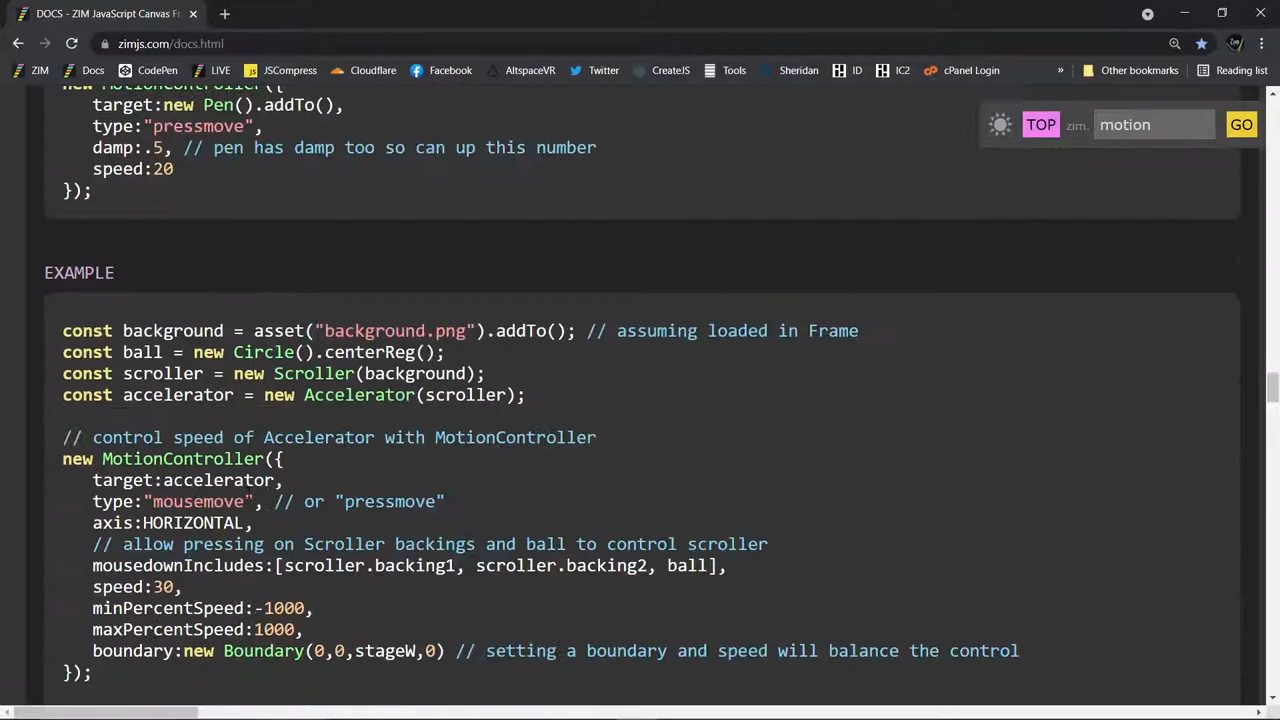 DOCS - ZIM JavaScript Canvas Fr
zimjs.com/docs.html
ZIM Docs CodePen LIVE JSCompress Cloudflare Facebook AltspaceVR Twitter CreateJS Tools Sheridan ID IC2 cPanel Login » Other bookmarks Reading list
TOP zim. motion GO
new MotionController({
target:new Pen().addTo(),
type:"pressmove",
damp:.5, // pen has damp too so can up this number
speed:20
});
EXAMPLE
const background = asset("background.png").addTo(); // assuming loaded in Frame
const ball = new Circle().centerReg();
const scroller = new Scroller(background);
const accelerator = new Accelerator(scroller);
// control speed of Accelerator with MotionController
new MotionController({
target:accelerator,
type:"mousemove", // or "pressmove"
axis:HORIZONTAL,
// allow pressing on Scroller backings and ball to control scroller
mousedownIncludes:[scroller.backing1, scroller.backing2, ball],
speed:30,
minPercentSpeed:-1000,
maxPercentSpeed:1000,
boundary:new Boundary(0,0,stageW,0) // setting a boundary and speed will balance the control
});